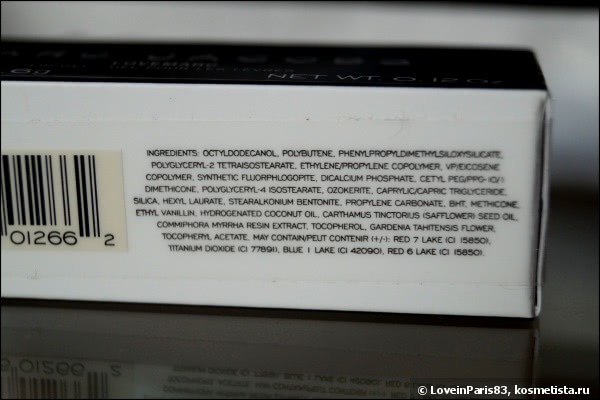 MARC JACOBS
LOVEMARC
NET WT. 0.12 Oz
INGREDIENTS: OCTYLDODECANOL, POLYBUTENE, PHENYLPROPYLDIMETHYLSILOXYSILICATE,
POLYGLYCERYL-2 TETRAISOSTEARATE, ETHYLENE/PROPYLENE COPOLYMER, VP/EICOSENE
COPOLYMER, SYNTHETIC FLUORPHLOGOPITE, DICALCIUM PHOSPHATE, CETYL PEG/PPG-10/1
DIMETHICONE, POLYGLYCERYL-4 ISOSTEARATE, OZOKERITE, CAPRYLIC/CAPRIC TRIGLYCERIDE,
SILICA, HEXYL LAURATE, STEARALKONIUM BENTONITE, PROPYLENE CARBONATE, BHT, METHICONE,
ETHYL VANILLIN, HYDROGENATED COCONUT OIL, CARTHAMUS TINCTORIUS (SAFFLOWER) SEED OIL,
COMMIPHORA MYRRHA RESIN EXTRACT, TOCOPHEROL, GARDENIA TAHITENSIS FLOWER,
TOCOPHERYL ACETATE, MAY CONTAIN/PEUT CONTENIR (+/-): RED 7 LAKE (CI 15850),
TITANIUM DIOXIDE (CI 77891), BLUE 1 LAKE (CI 42090), RED 6 LAKE (CI 15850).
01266 2
© LoveinParis83, kosmetista.ru